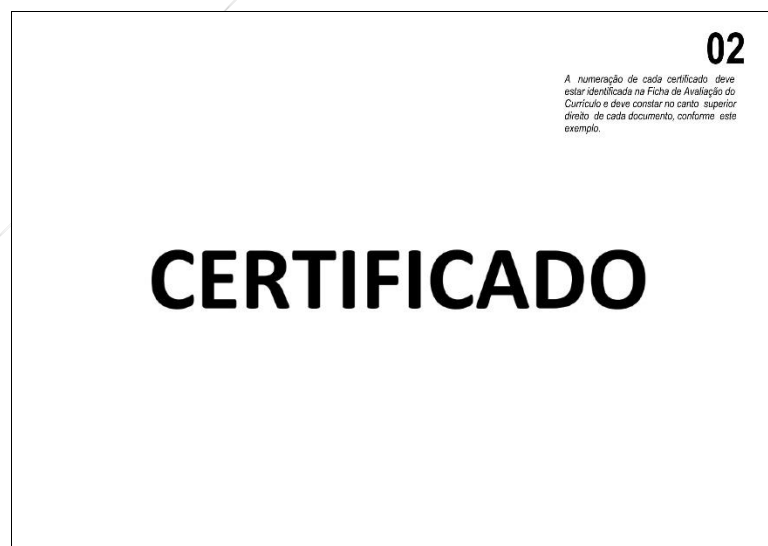 02
A numeração de cada certificado deve
estar identificada na Ficha de Avaliação do
Currículo e deve constar no canto superior
direito de cada documento, conforme este
exemplo.
CERTIFICADO